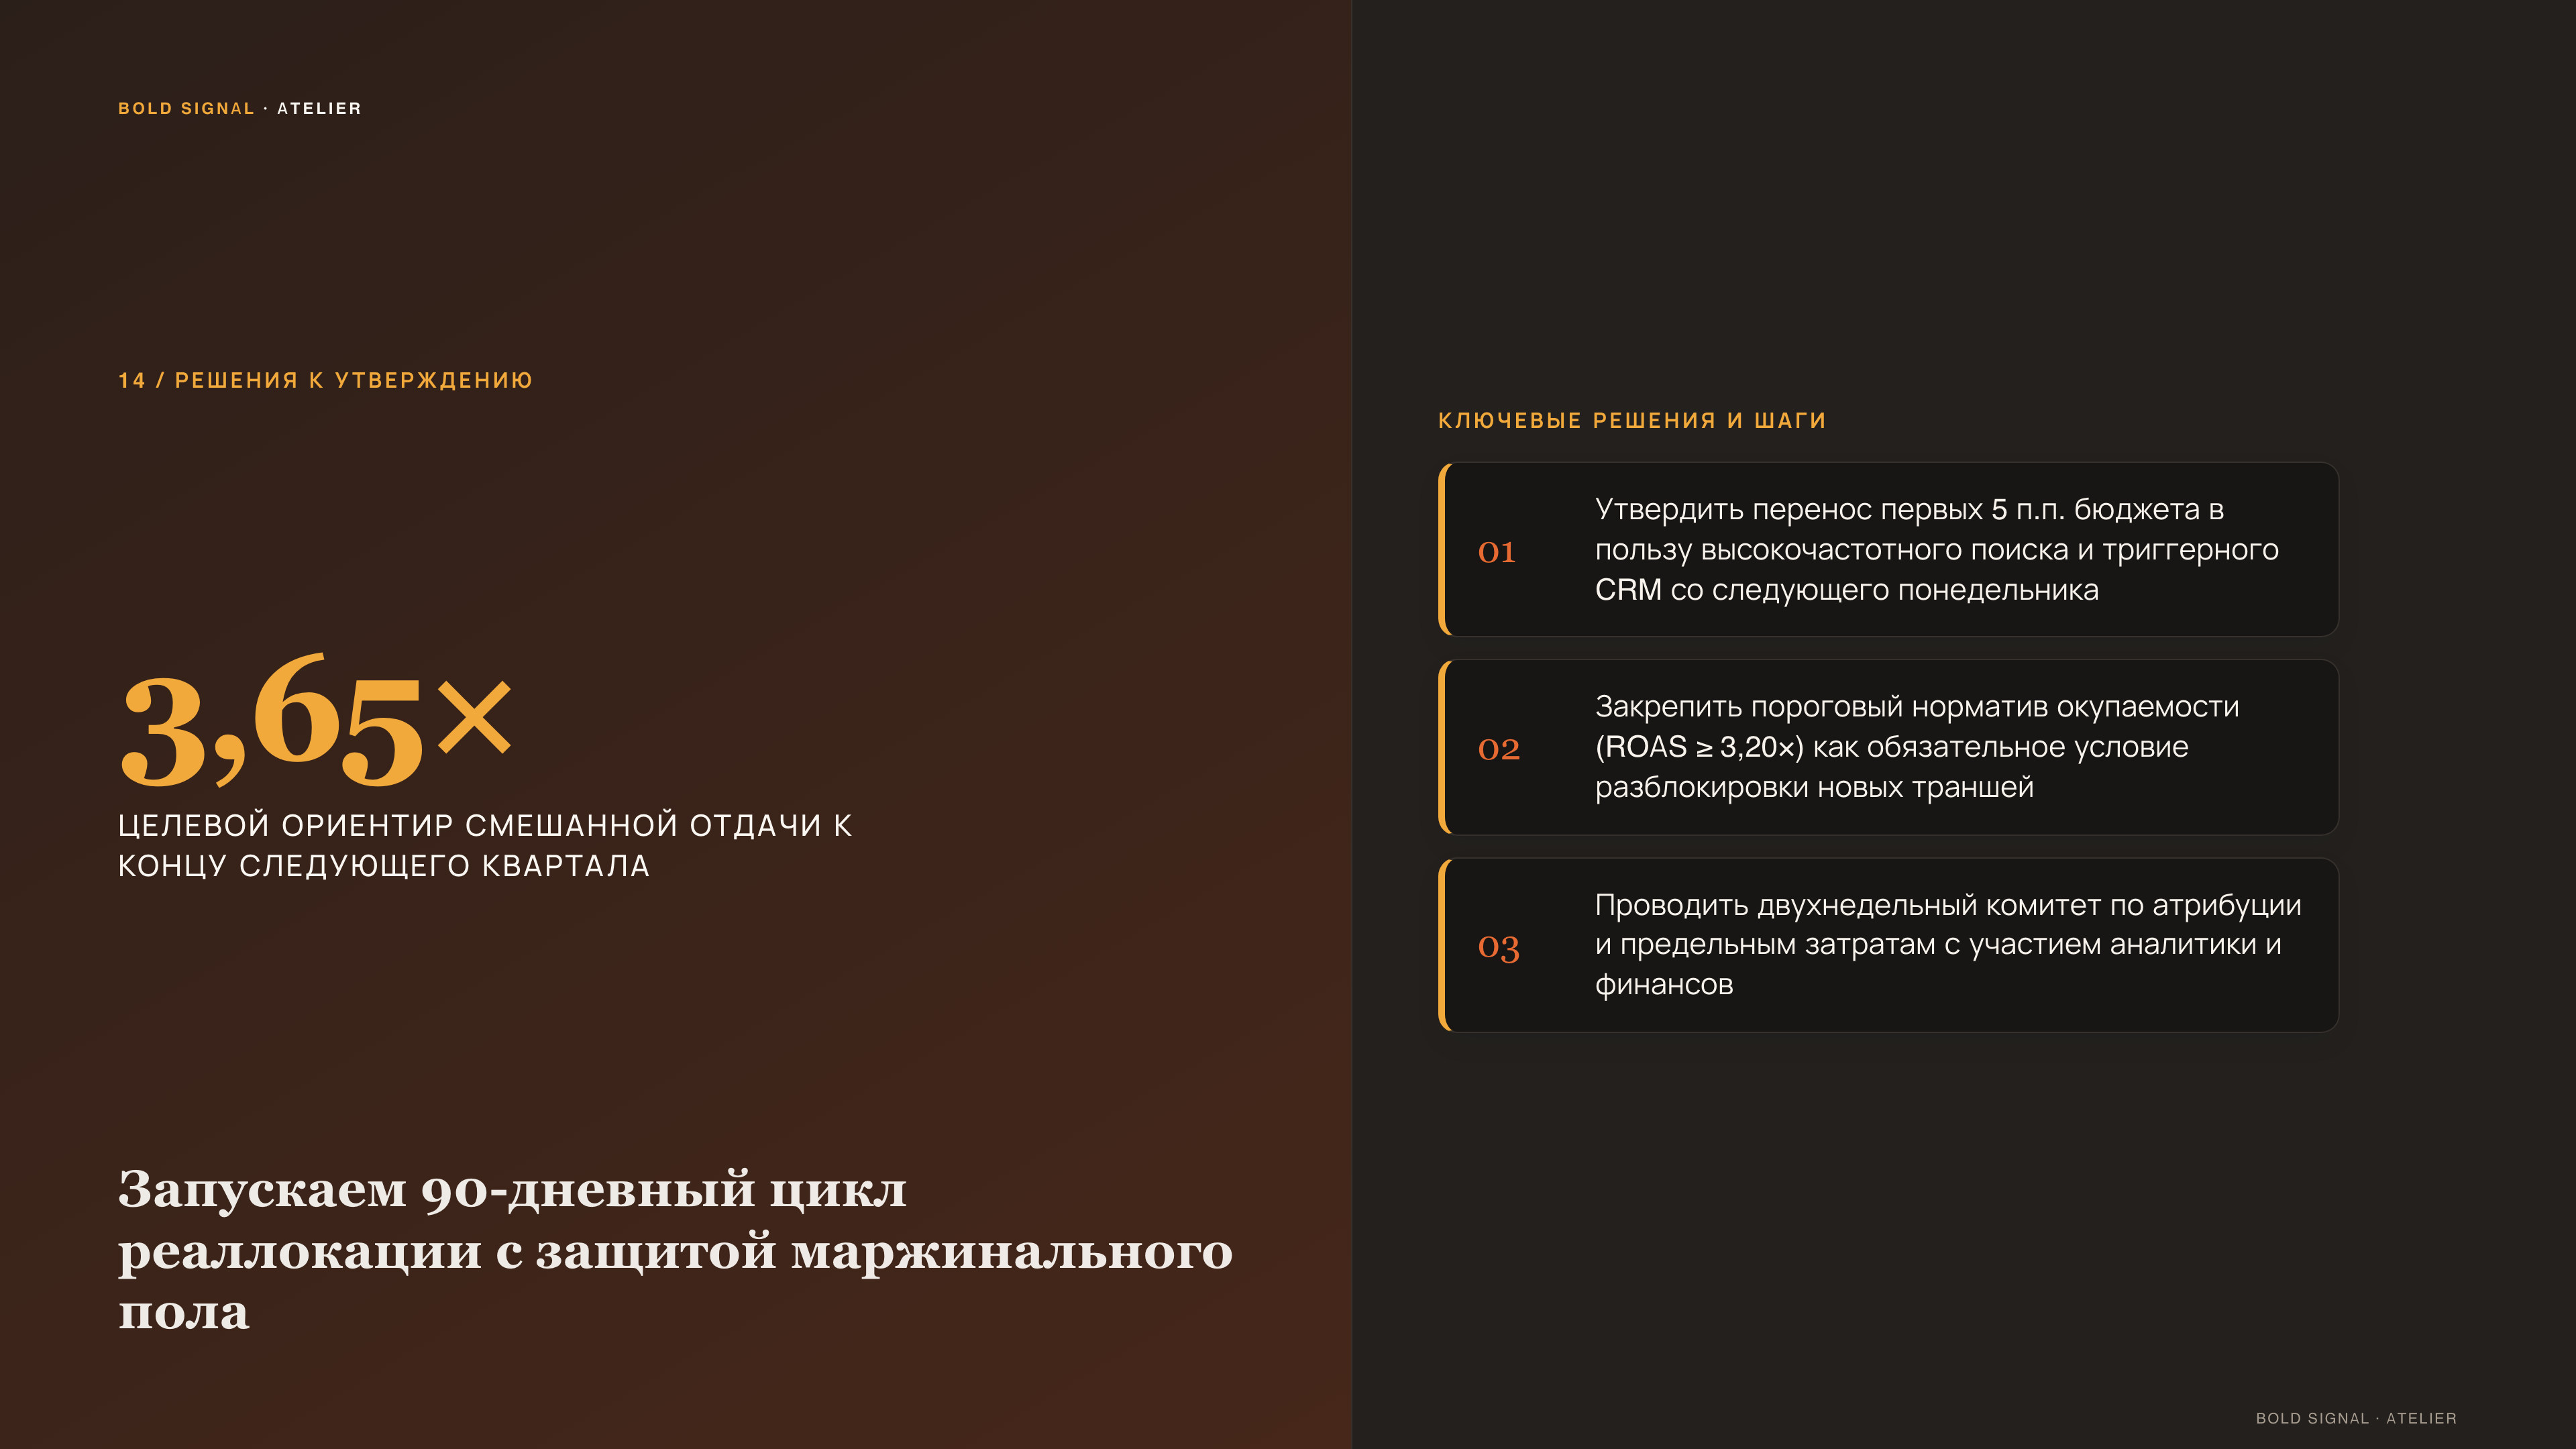 BOLD SIGNAL · ATELIER
14 / РЕШЕНИЯ К УТВЕРЖДЕНИЮ
3,65×
ЦЕЛЕВОЙ ОРИЕНТИР СМЕШАННОЙ ОТДАЧИ К
КОНЦУ СЛЕДУЮЩЕГО КВАРТАЛА
Запускаем 90-дневный цикл
реаллокации с защитой маржинального
пола
КЛЮЧЕВЫЕ РЕШЕНИЯ И ШАГИ
01
Утвердить перенос первых 5 п.п. бюджета в
пользу высокочастотного поиска и триггерного
CRM со следующего понедельника
02
Закрепить пороговый норматив окупаемости
(ROAS ≥ 3,20×) как обязательное условие
разблокировки новых траншей
03
Проводить двухнедельный комитет по атрибуции
и предельным затратам с участием аналитики и
финансов
BOLD SIGNAL · ATELIER